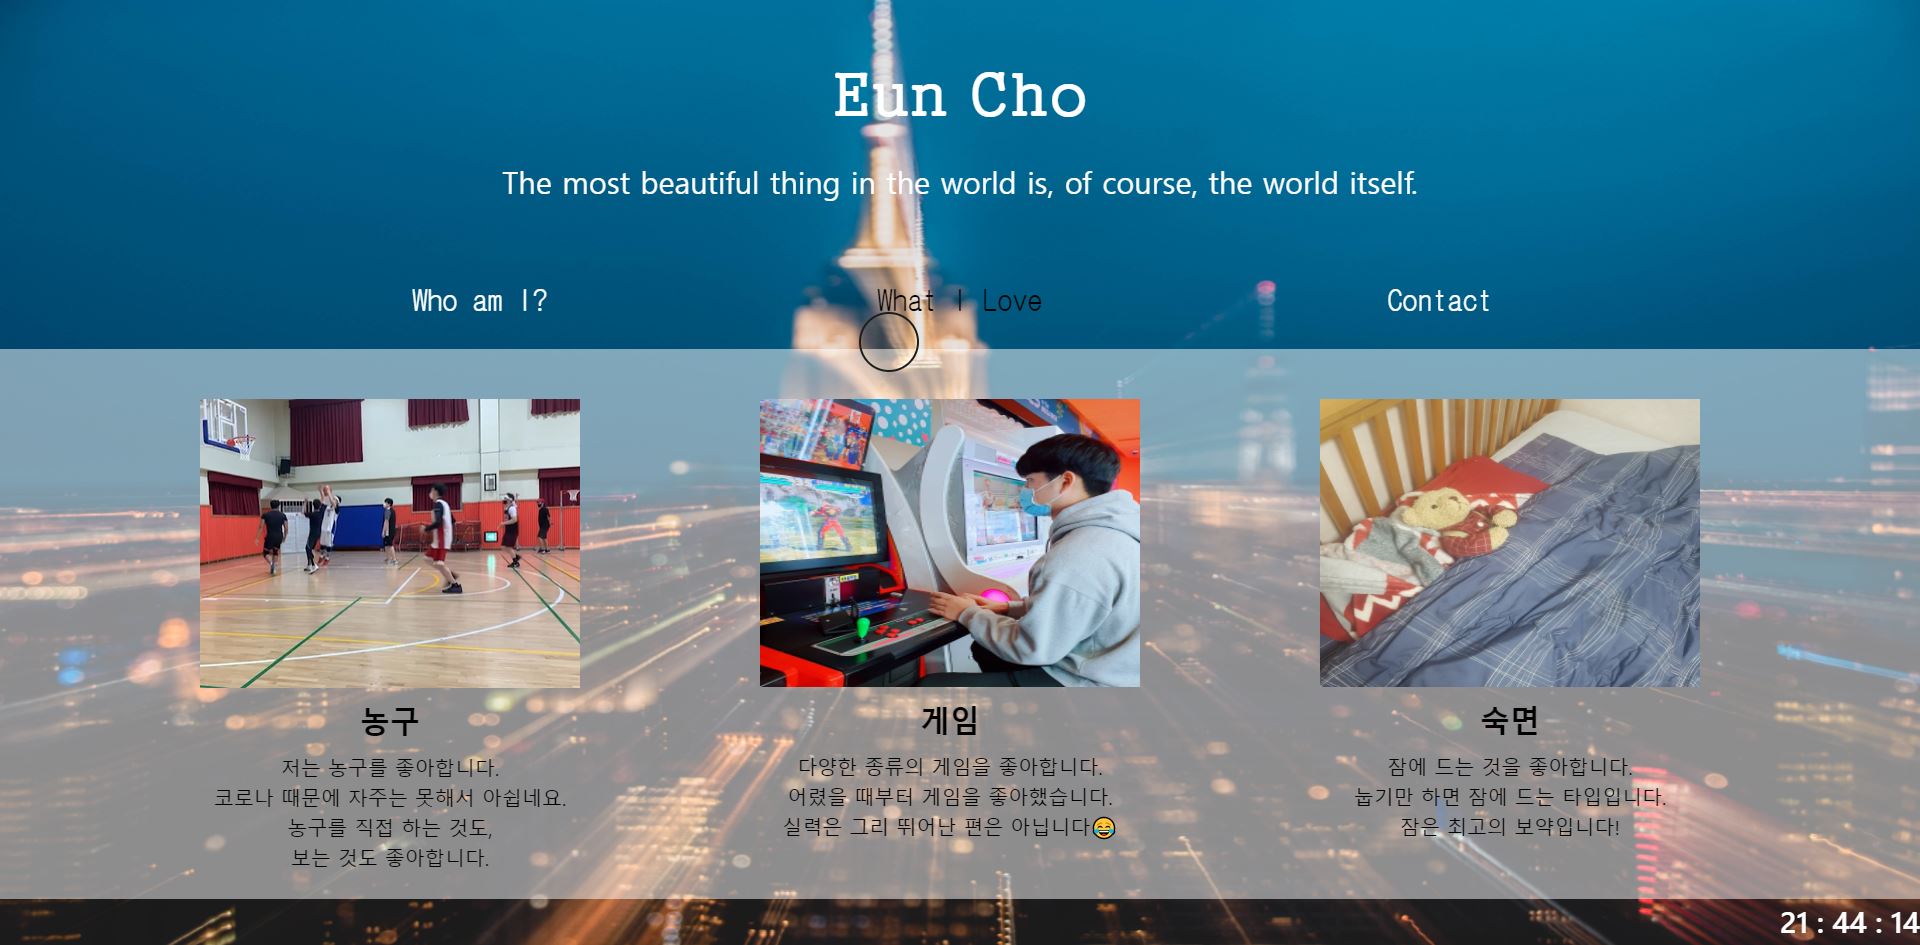 Eun Cho
The most beautiful thing in the world is, of course, the world itself.
Who am I?
What I Love
Contact
농구
저는 농구를 좋아합니다.
코로나 때문에 자주는 못해서 아쉽네요.
농구를 직접 하는 것도,
보는 것도 좋아합니다.
게임
다양한 종류의 게임을 좋아합니다.
어렸을 때부터 게임을 좋아했습니다.
실력은 그리 뛰어난 편은 아닙니다😂
숙면
잠에 드는 것을 좋아합니다.
눕기만 하면 잠에 드는 타입입니다.
잠은 최고의 보약입니다!
21 : 44 : 14